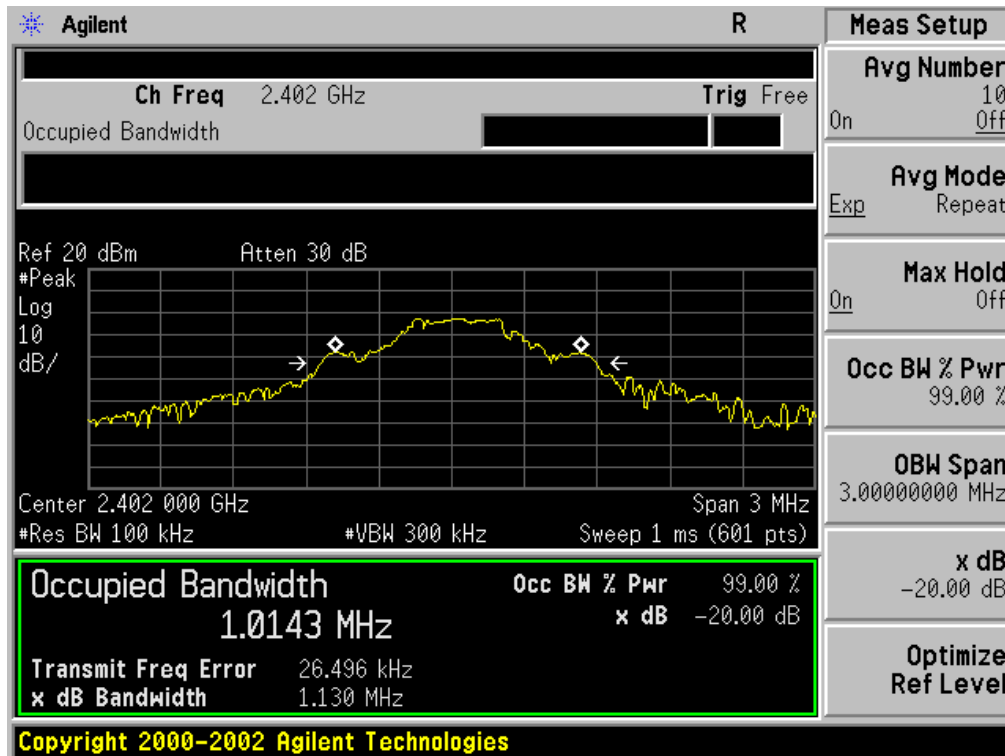 Agilent R Meas Setup
Ch Freq 2.402 GHz Trig Free
Occupied Bandwidth
Ref 20 dBm Atten 30 dB
#Peak
Log
10
dB/
Center 2.402 000 GHz Span 3 MHz
#Res BW 100 kHz #VBW 300 kHz Sweep 1 ms (601 pts)
Occupied Bandwidth Occ BW % Pwr 99.00 %
1.0143 MHz x dB -20.00 dB
Transmit Freq Error 26.496 kHz
x dB Bandwidth 1.130 MHz
Avg Number
10
On Off
Avg Mode
Exp Repeat
Max Hold
On Off
Occ BW % Pwr
99.00 %
OBW Span
3.00000000 MHz
x dB
-20.00 dB
Optimize
Ref Level
Copyright 2000-2002 Agilent Technologies